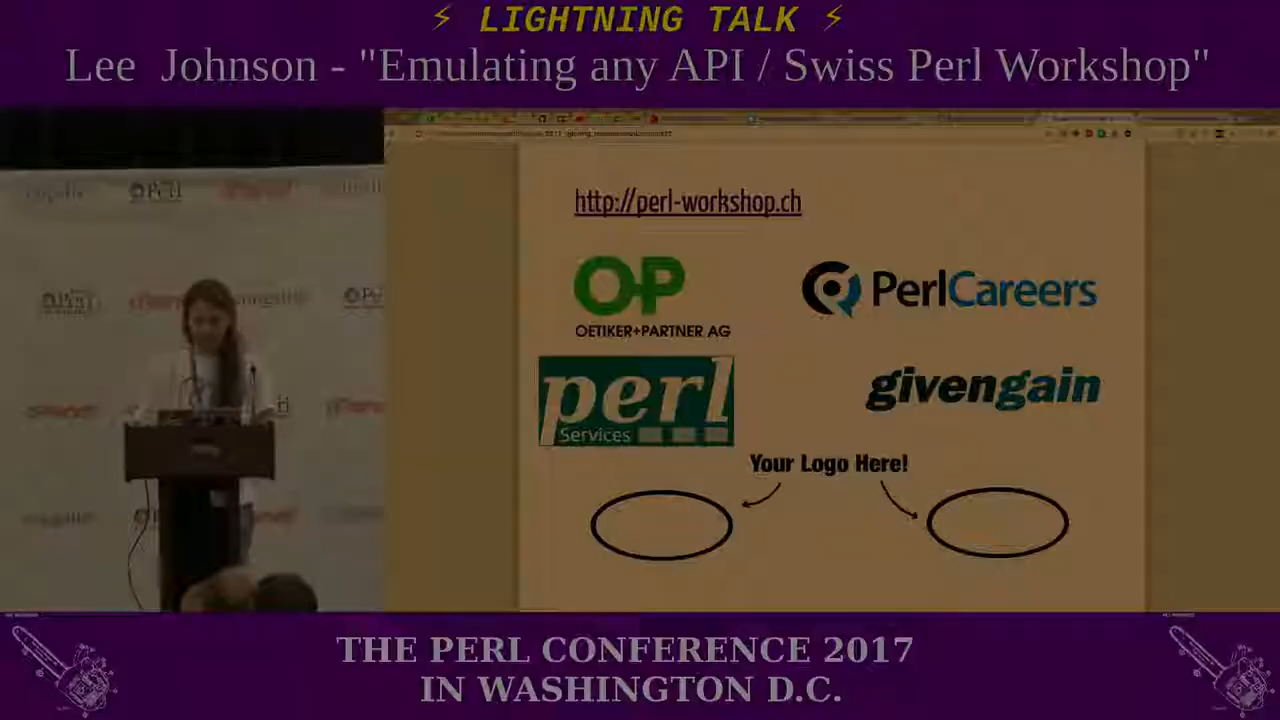 ⚡ LIGHTNING TALK ⚡
Lee Johnson - "Emulating any API / Swiss Perl Workshop"
http://perl-workshop.ch
OP
OETIKER+PARTNER AG
PerlCareers
perl
Services
givengain
Your Logo Here!
THE PERL CONFERENCE 2017
IN WASHINGTON D.C.